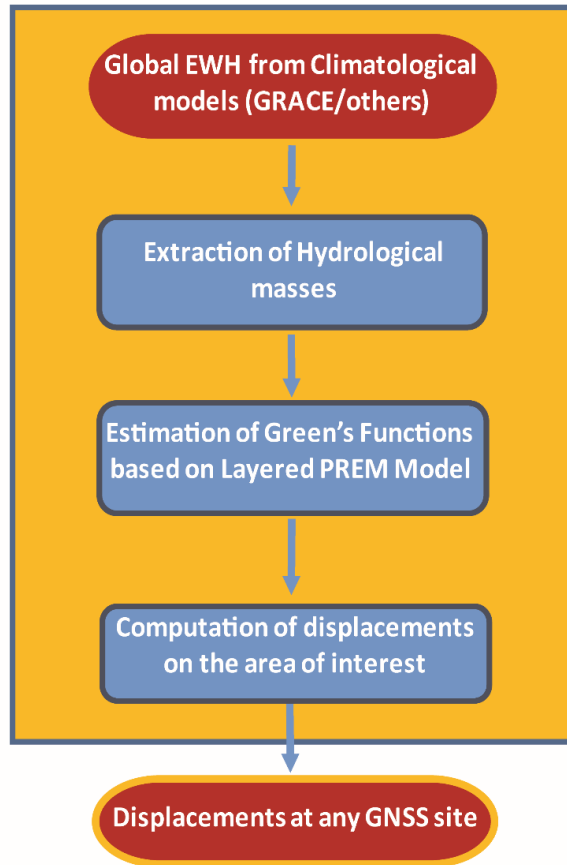 Global EWH from Climatological
models (GRACE/others)
Extraction of Hydrological
masses
Estimation of Green’s Functions
based on Layered PREM Model
Computation of displacements
on the area of interest
Displacements at any GNSS site